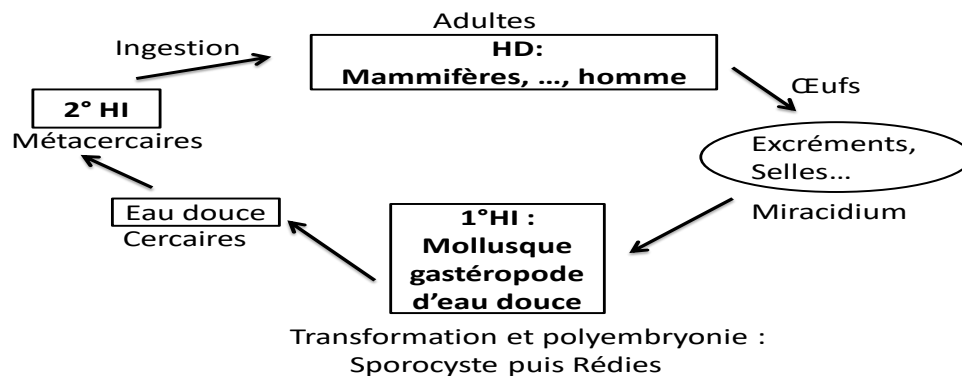 Adultes
HD:
Mammifères, ..., homme
Ingestion
Œufs
Excréments,
Selles...
Miracidium
1°HI :
Mollusque
gastéropode
d'eau douce
Transformation et polyembryonie :
Sporocyste puis Rédies
Eau douce
Cercaires
2° HI
Métacercaires